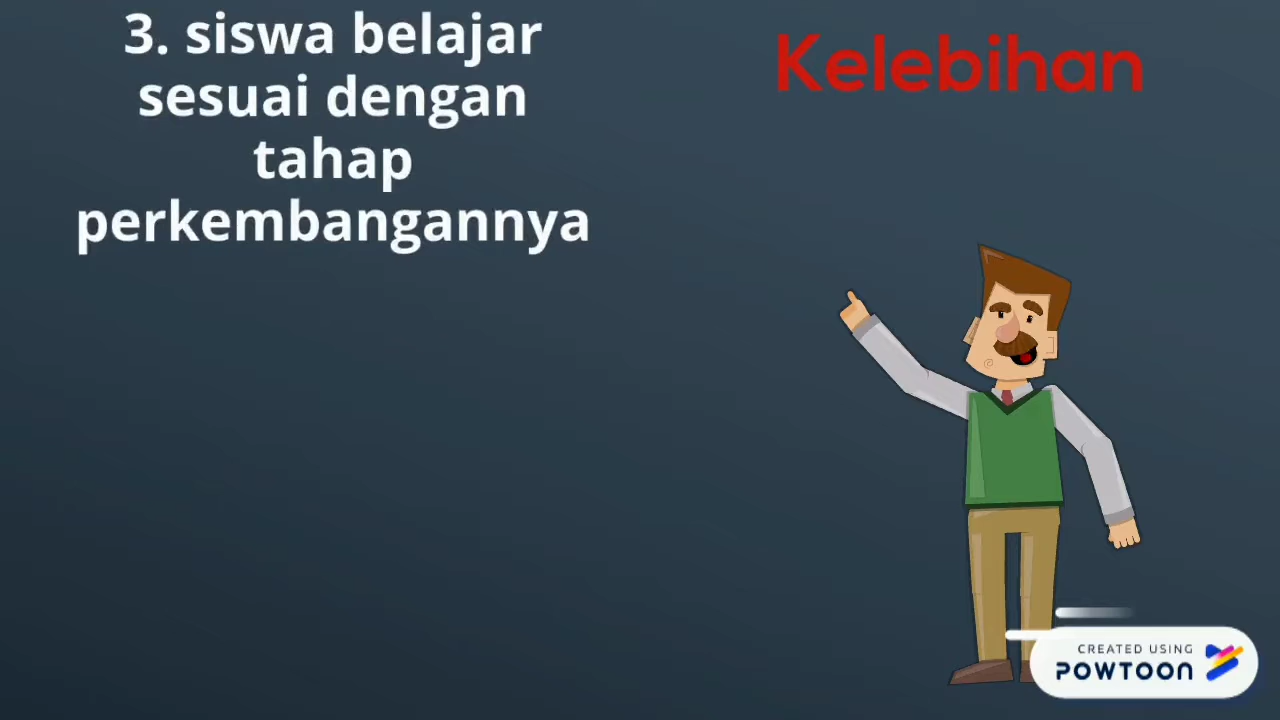 3. siswa belajar
sesuai dengan
tahap
perkembangannya
Kelebihan
CREATED USING
POWTOON